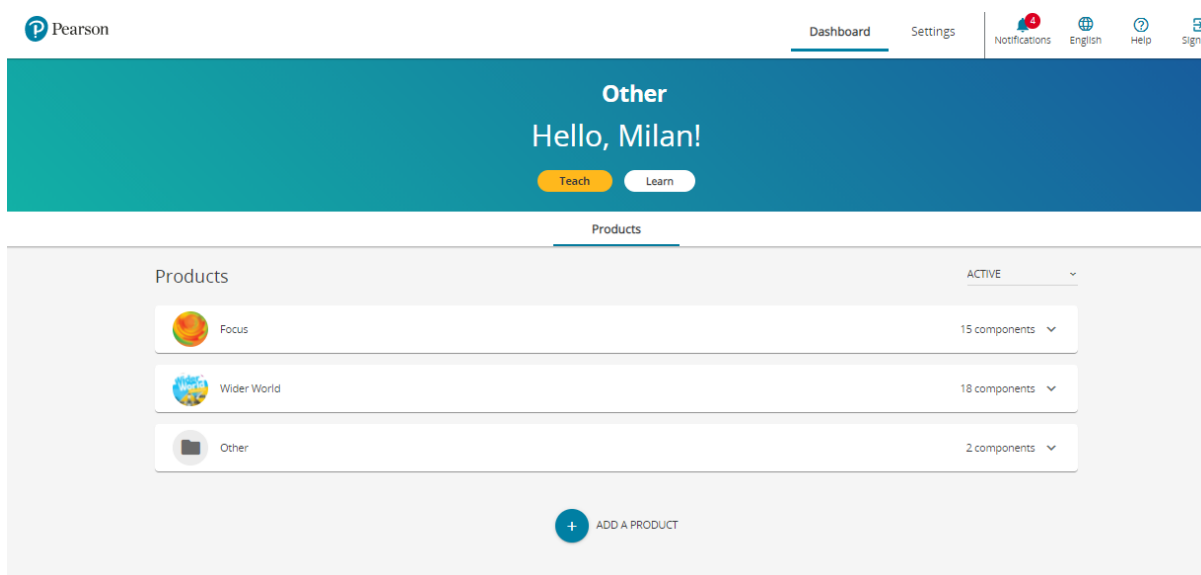 Pearson
Dashboard Settings
4
Notifications English Help Sign
Other
Hello, Milan!
Teach Learn
Products
Products ACTIVE
Focus 15 components
Wider World 18 components
Other 2 components
+ ADD A PRODUCT